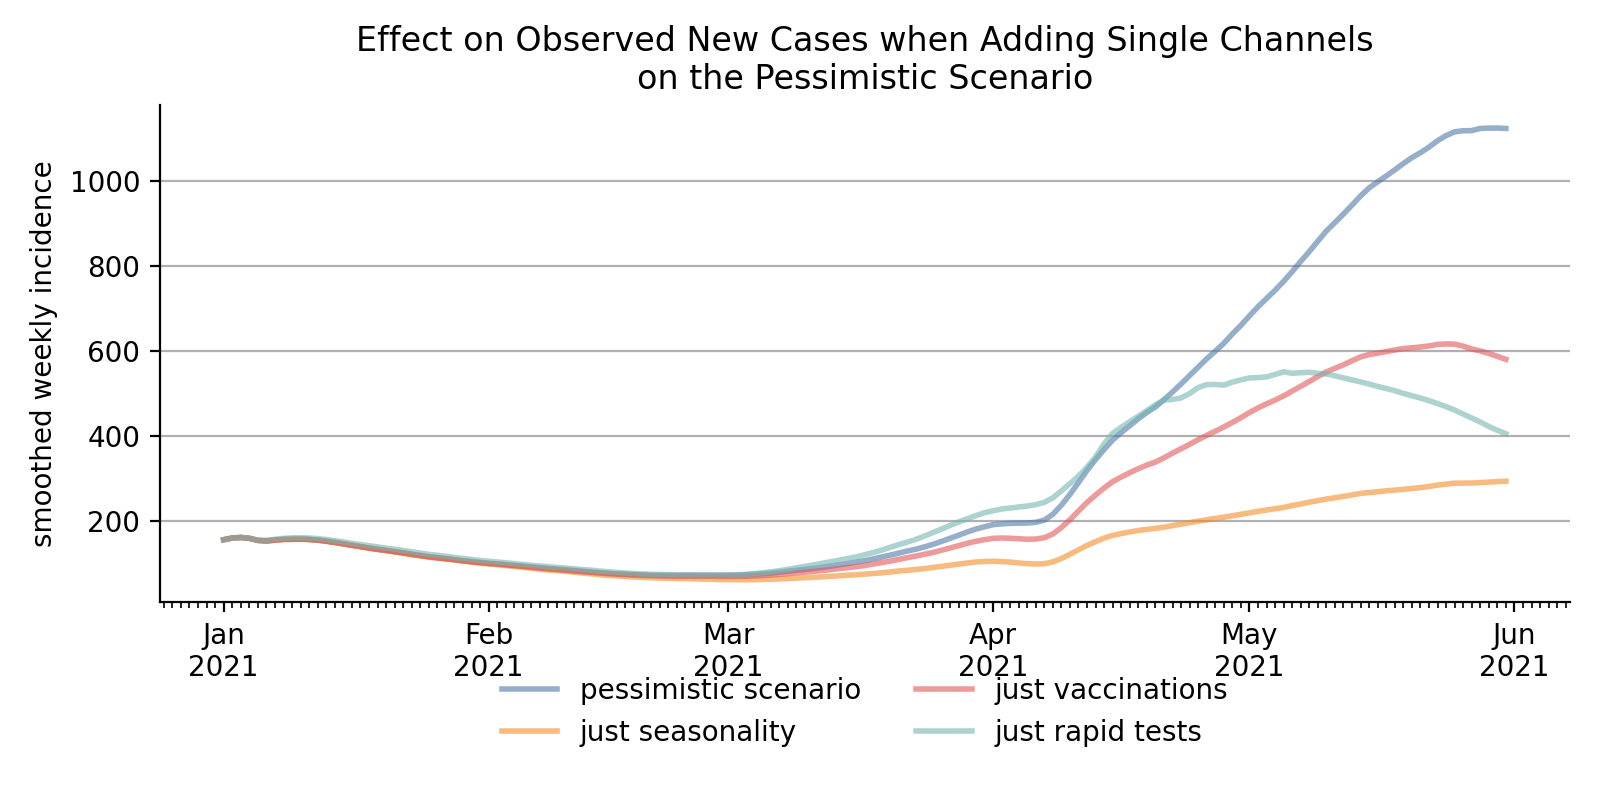 Effect on Observed New Cases when Adding Single Channels
on the Pessimistic Scenario
smoothed weekly incidence
1000
800
600
400
200
Jan
2021
Feb
2021
Mar
2021
Apr
2021
May
2021
Jun
2021
pessimistic scenario
just seasonality
just vaccinations
just rapid tests